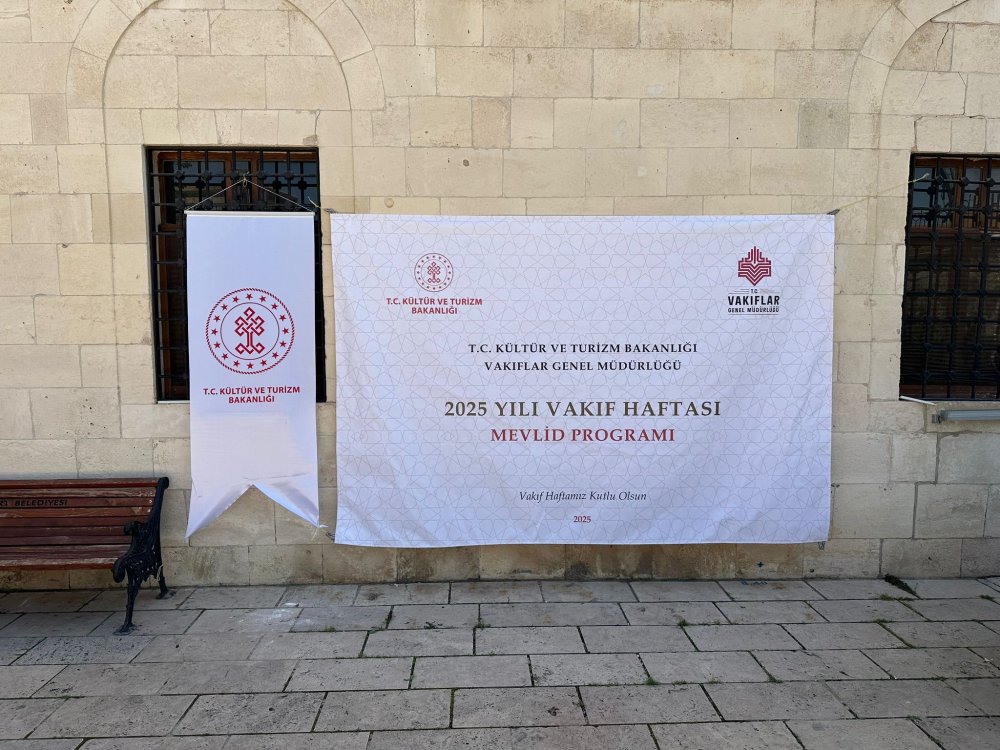 T.C. KÜLTÜR VE TURİZM
BAKANLIĞI
T.C. KÜLTÜR VE TURİZM
BAKANLIĞI
T.C.
VAKIFLAR
GENEL MÜDÜRLÜĞÜ
T.C. KÜLTÜR VE TURİZM BAKANLIĞI
VAKIFLAR GENEL MÜDÜRLÜĞÜ
2025 YILI VAKIF HAFTASI
MEVLİD PROGRAMI
Vakıf Haftamız Kutlu Olsun
2025
BELEDİYESİ